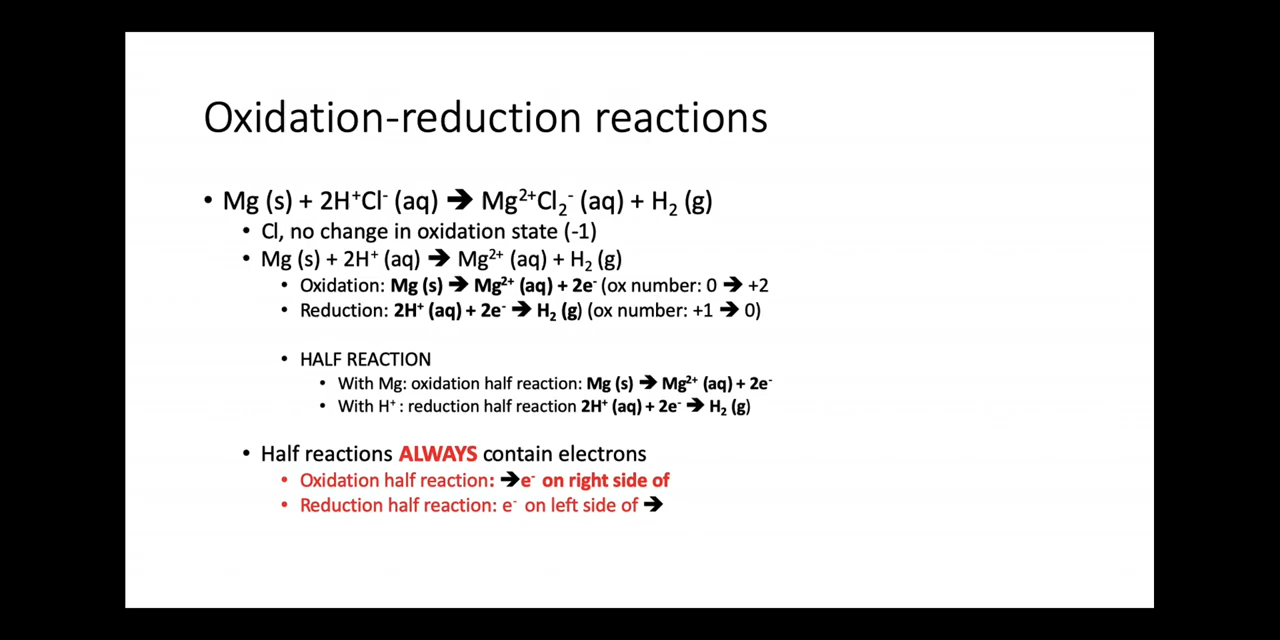 Oxidation-reduction reactions
• Mg (s) + 2H⁺Cl⁻ (aq) ➔ Mg²⁺Cl₂⁻ (aq) + H₂ (g)
• Cl, no change in oxidation state (-1)
• Mg (s) + 2H⁺ (aq) ➔ Mg²⁺ (aq) + H₂ (g)
• Oxidation: Mg (s) ➔ Mg²⁺ (aq) + 2e⁻ (ox number: 0 ➔ +2
• Reduction: 2H⁺ (aq) + 2e⁻ ➔ H₂ (g) (ox number: +1 ➔ 0)
• HALF REACTION
• With Mg: oxidation half reaction: Mg (s) ➔ Mg²⁺ (aq) + 2e⁻
• With H⁺ : reduction half reaction 2H⁺ (aq) + 2e⁻ ➔ H₂ (g)
• Half reactions ALWAYS contain electrons
• Oxidation half reaction: ➔e⁻ on right side of
• Reduction half reaction: e⁻ on left side of ➔